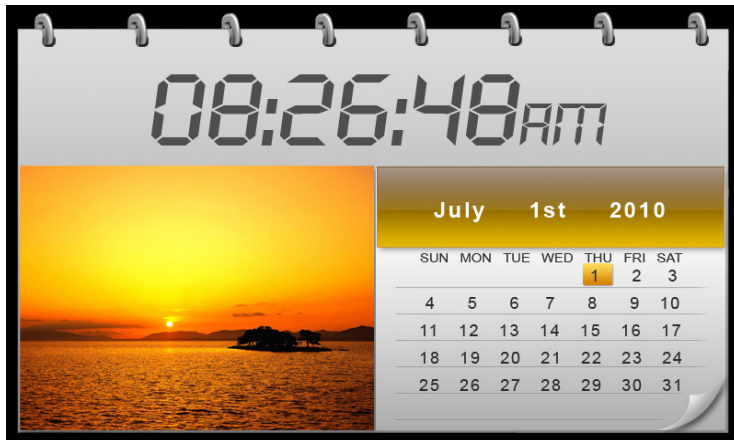 08:26:48AM
July 1st 2010
SUN MON TUE WED THU FRI SAT
1 2 3
4 5 6 7 8 9 10
11 12 13 14 15 16 17
18 19 20 21 22 23 24
25 26 27 28 29 30 31